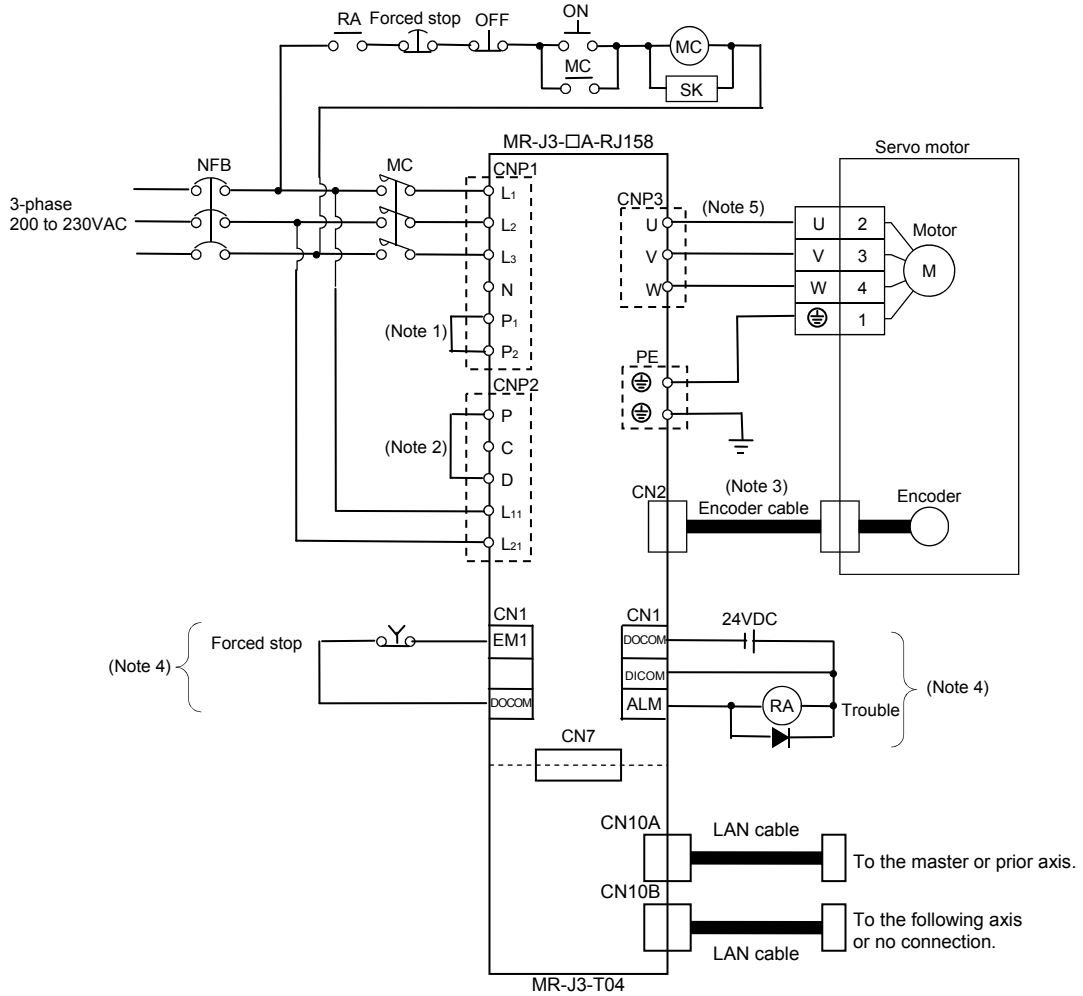 RA Forced stop OFF ON
MC
MC
SK
MR-J3-□A-RJ158
Servo motor
NFB
MC
3-phase
200 to 230VAC
CNP1
L1
L2
L3
N
P1
P2
(Note 1)
CNP2
P
C
D
L11
L21
(Note 2)
CNP3
U
V
W
(Note 5)
U 2
V 3
W 4
1
Motor
M
PE
CN2
(Note 3)
Encoder cable
Encoder
(Note 4)
Forced stop
CN1
EM1
DOCOM
CN1
DOCOM
DICOM
ALM
24VDC
RA
Trouble
(Note 4)
CN7
CN10A
LAN cable
To the master or prior axis.
CN10B
LAN cable
To the following axis
or no connection.
MR-J3-T04